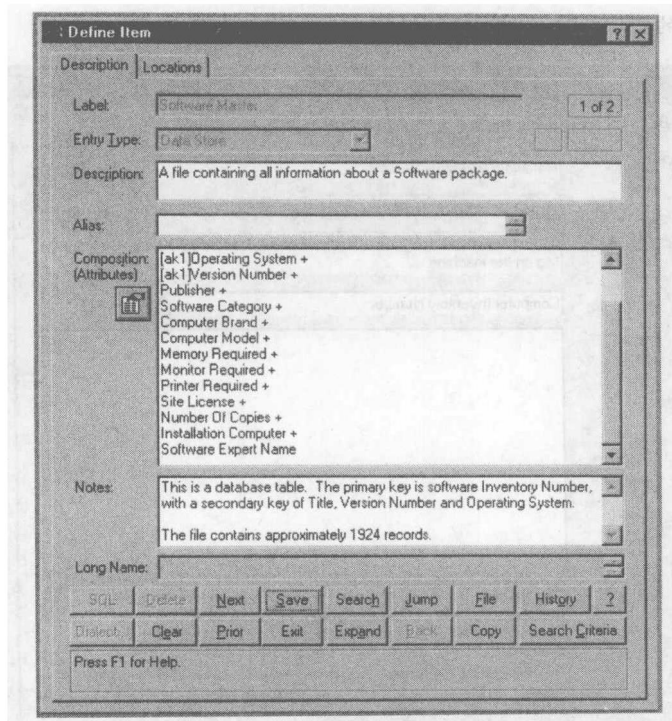 Define Item
? X
Description Locations
Label: Software Master 1 of 2
Entry Type: Data Store
Description: A file containing all information about a Software package.
Alias:
Composition: (Attributes)
[ak1]Operating System +
[ak1]Version Number +
Publisher +
Software Category +
Computer Brand +
Computer Model +
Memory Required +
Monitor Required +
Printer Required +
Site License +
Number Of Copies +
Installation Computer +
Software Expert Name
Notes: This is a database table. The primary key is software Inventory Number,
with a secondary key of Title, Version Number and Operating System.
The file contains approximately 1924 records.
Long Name:
SQL Delete Next Save Search Jump File History ?
Dialect Clear Prior Exit Expand Back Copy Search Criteria
Press F1 for Help.